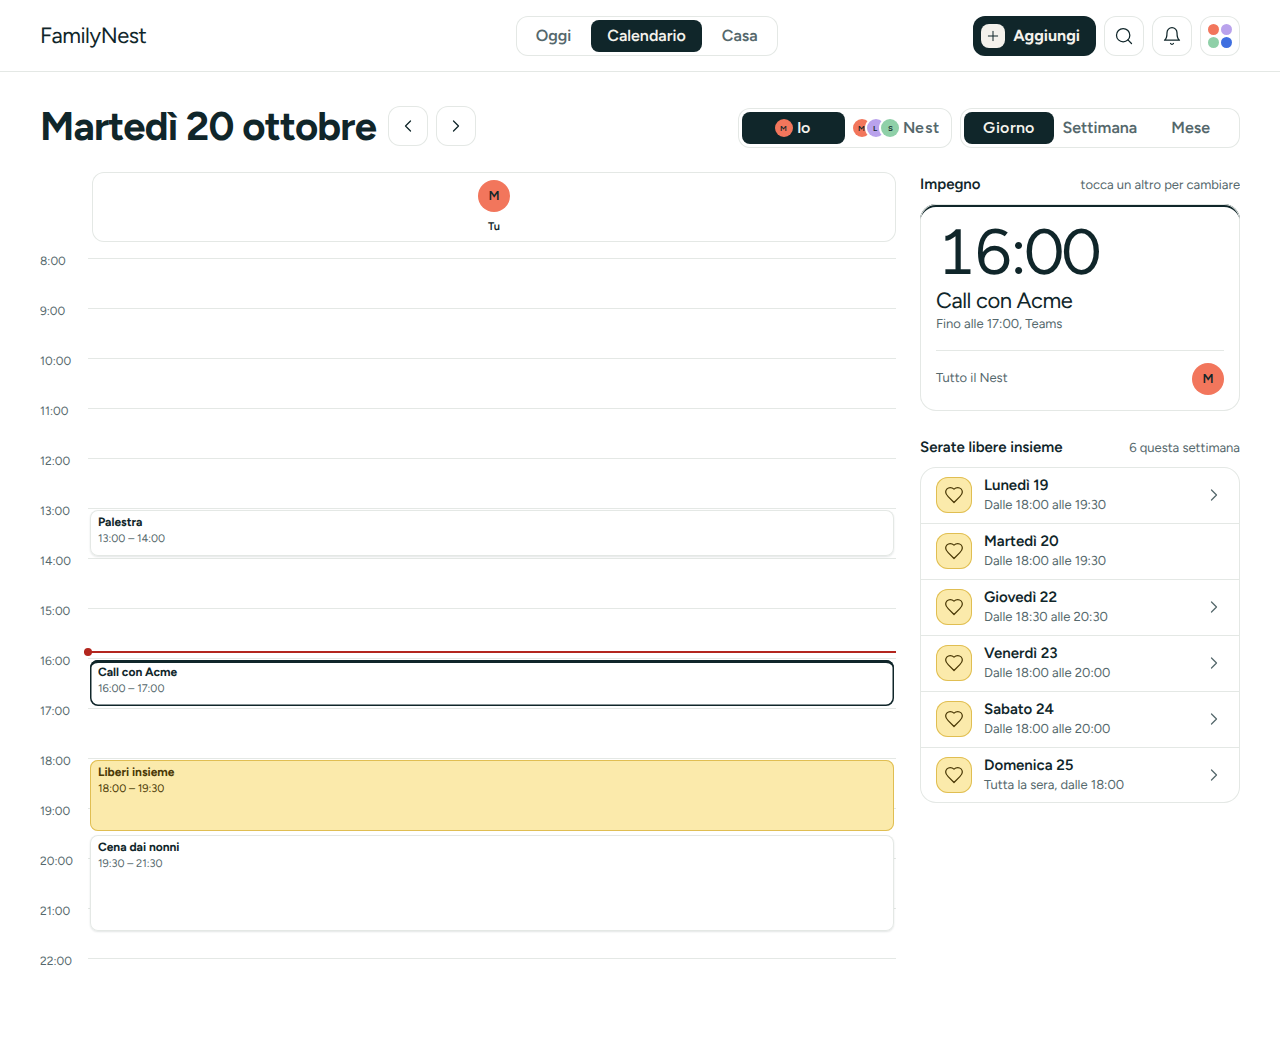 FamilyNest
Oggi
Calendario
Casa
Aggiungi
Martedì 20 ottobre
M
Io
M
L
S
Nest
Giorno
Settimana
Mese
M
Tu
8:00
9:00
10:00
11:00
12:00
13:00
Palestra
13:00 – 14:00
14:00
15:00
16:00
Call con Acme
16:00 – 17:00
17:00
18:00
Liberi insieme
18:00 – 19:30
19:00
Cena dai nonni
19:30 – 21:30
20:00
21:00
22:00
Impegno
tocca un altro per cambiare
16:00
Call con Acme
Fino alle 17:00, Teams
Tutto il Nest
M
Serate libere insieme
6 questa settimana
Lunedì 19
Dalle 18:00 alle 19:30
Martedì 20
Dalle 18:00 alle 19:30
Giovedì 22
Dalle 18:30 alle 20:30
Venerdì 23
Dalle 18:00 alle 20:00
Sabato 24
Dalle 18:00 alle 20:00
Domenica 25
Tutta la sera, dalle 18:00